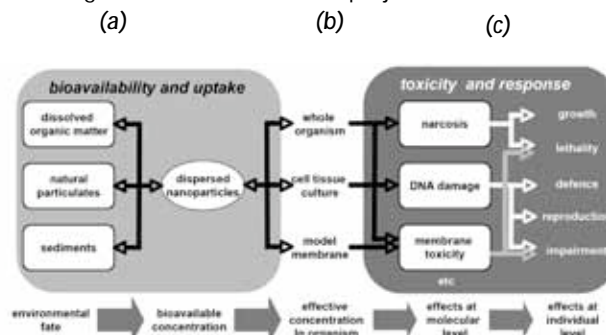 (a) (b) (c)
bioavailability and uptake
toxicity and response
dissolved
organic matter
natural
particulates
sediments
dispersed
nanoparticles
whole
organism
cell tissue
culture
model
membrane
narcosis
DNA damage
membrane
toxicity
etc
growth
lethality
defence
reproduction
impairment
environmental
fate
bioavailable
concentration
effective
concentration
in organism
effects at
molecular
level
effects at
individual
level